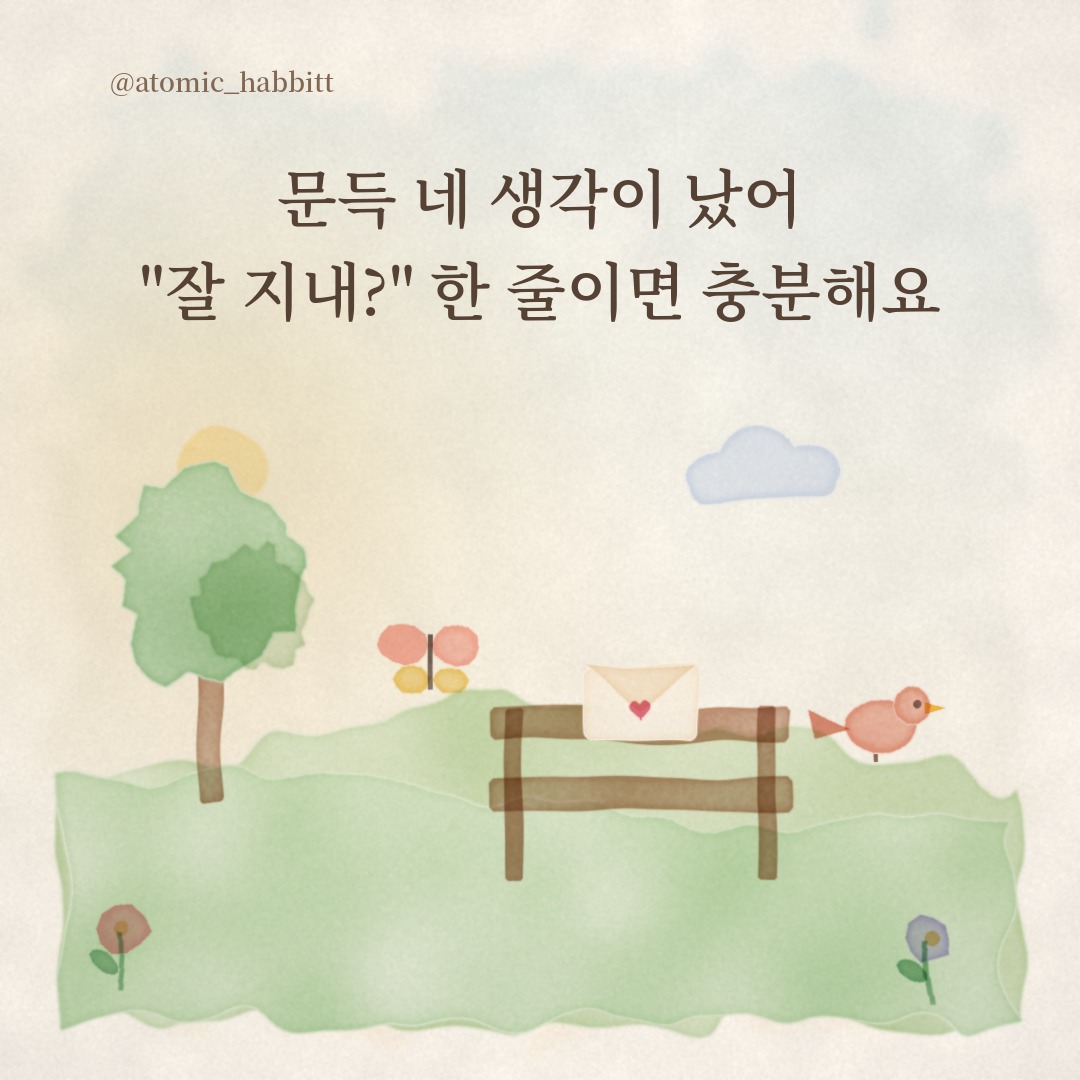 @atomic_habbitt
문득 네 생각이 났어
"잘 지내?" 한 줄이면 충분해요